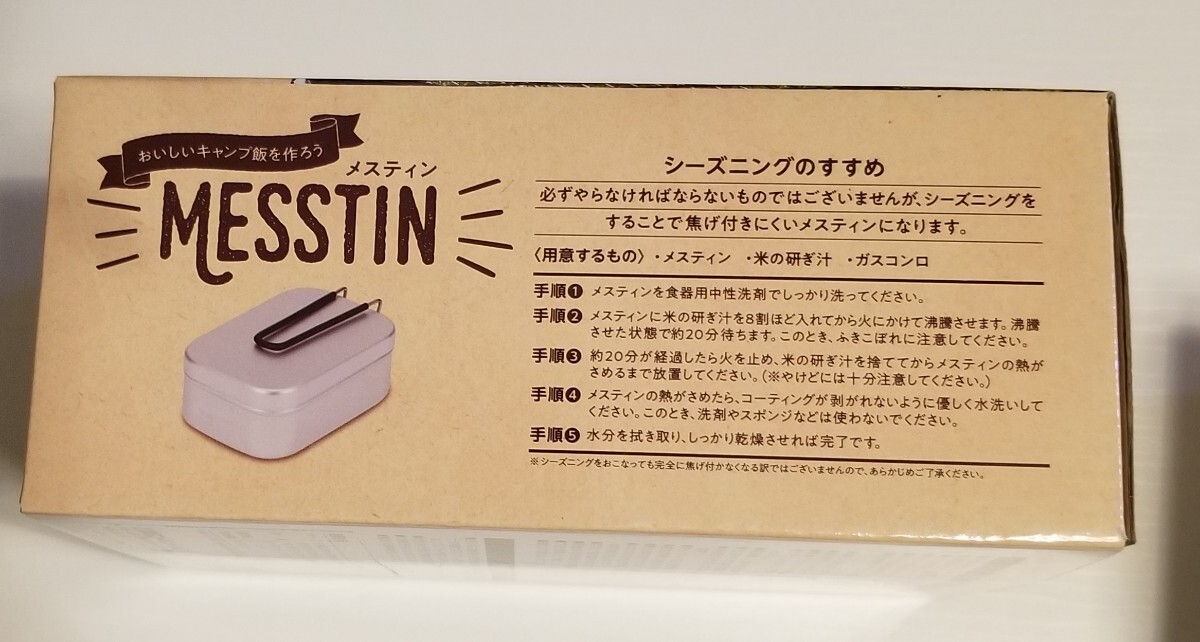 おいしいキャンプ飯を作ろう
メスティン
MESSTIN
シーズニングのすすめ
必ずやらなければならないものではございませんが、シーズニングを
することで焦げ付きにくいメスティンになります。
〈用意するもの〉・メスティン ・米の研ぎ汁 ・ガスコンロ
手順❶ メスティンを食器用中性洗剤でしっかり洗ってください。
手順❷ メスティンに米の研ぎ汁を8割ほど入れてから火にかけて沸騰させます。沸騰
させた状態で約20分待ちます。このとき、ふきこぼれに注意してください。
手順❸ 約20分が経過したら火を止め、米の研ぎ汁を捨ててからメスティンの熱が
さめるまで放置してください。(※やけどには十分注意してください。)
手順❹ メスティンの熱がさめたら、コーティングが剥がれないように優しく水洗いして
ください。このとき、洗剤やスポンジなどは使わないでください。
手順❺ 水分を拭き取り、しっかり乾燥させれば完了です。
※シーズニングをおこなっても完全に焦げ付かなくなる訳ではございませんので、あらかじめご了承ください。